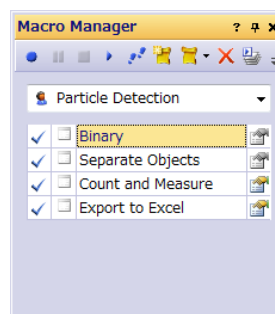 Macro Manager
Particle Detection
Binary
Separate Objects
Count and Measure
Export to Excel